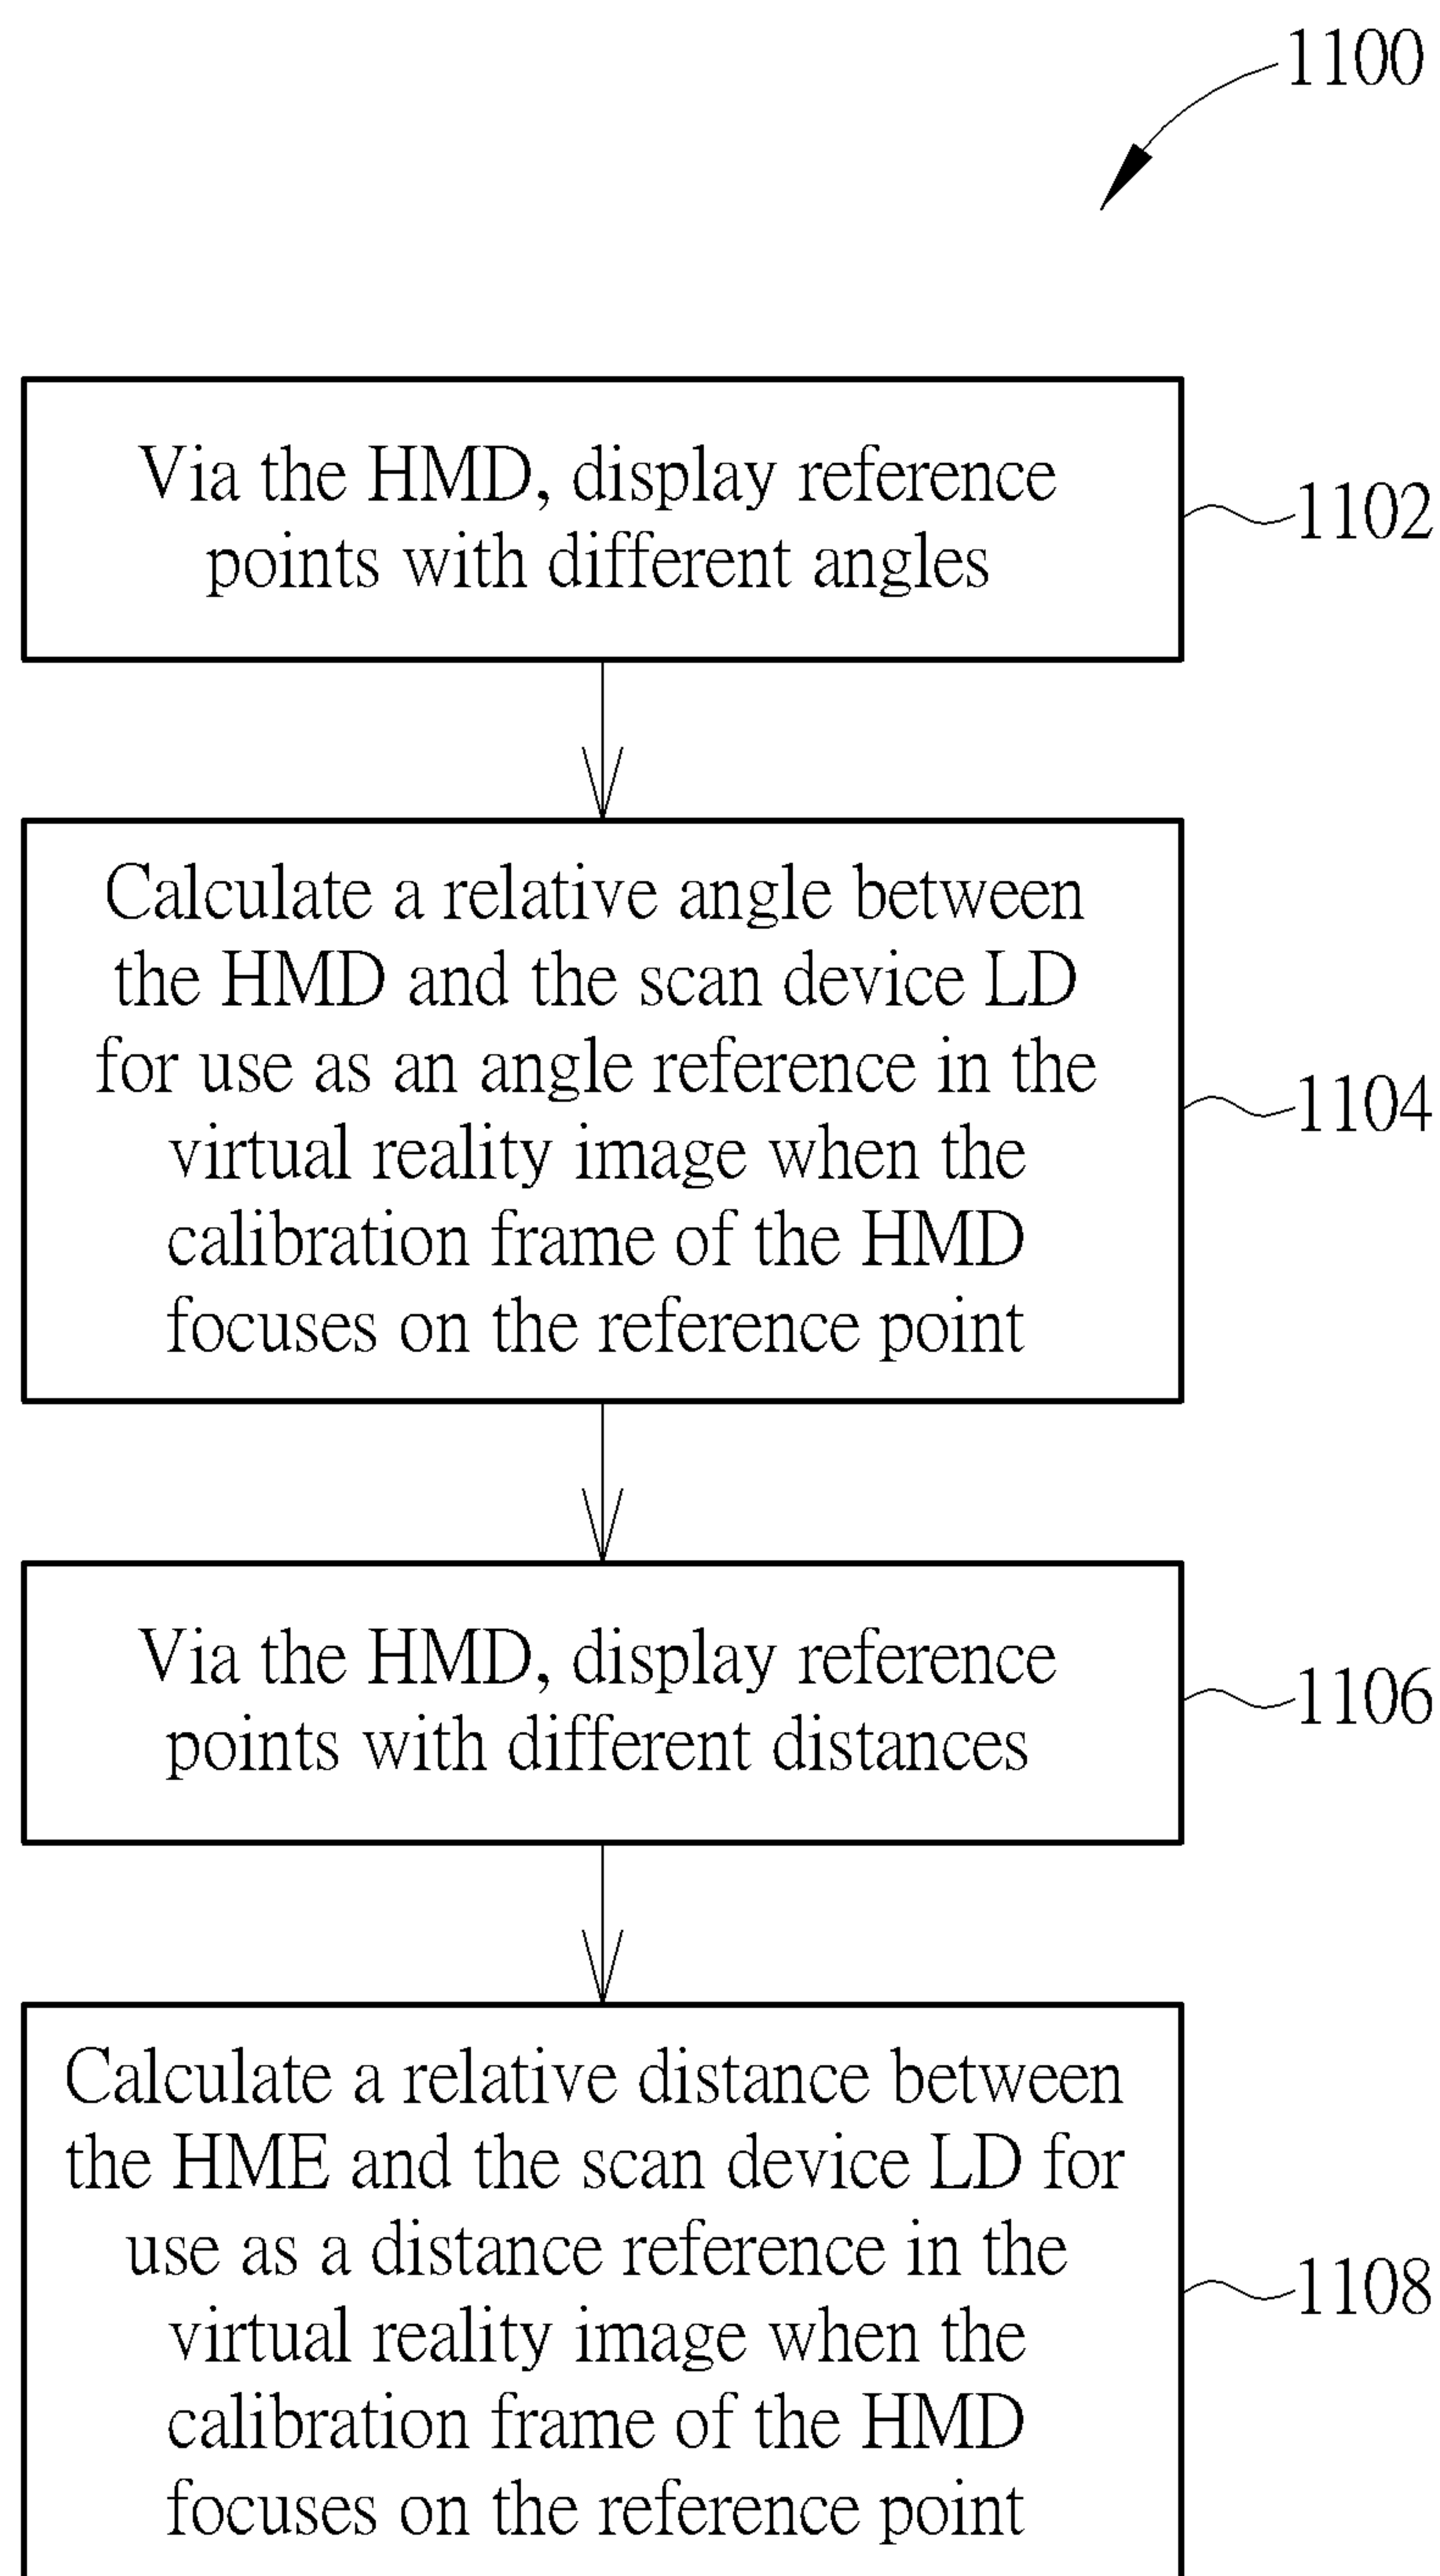 1100
Via the HMD, display reference
points with different angles
1102
Calculate a relative angle between
the HMD and the scan device LD
for use as an angle reference in the
virtual reality image when the
calibration frame of the HMD
focuses on the reference point
1104
Via the HMD, display reference
points with different distances
1106
Calculate a relative distance between
the HME and the scan device LD for
use as a distance reference in the
virtual reality image when the
calibration frame of the HMD
focuses on the reference point
1108